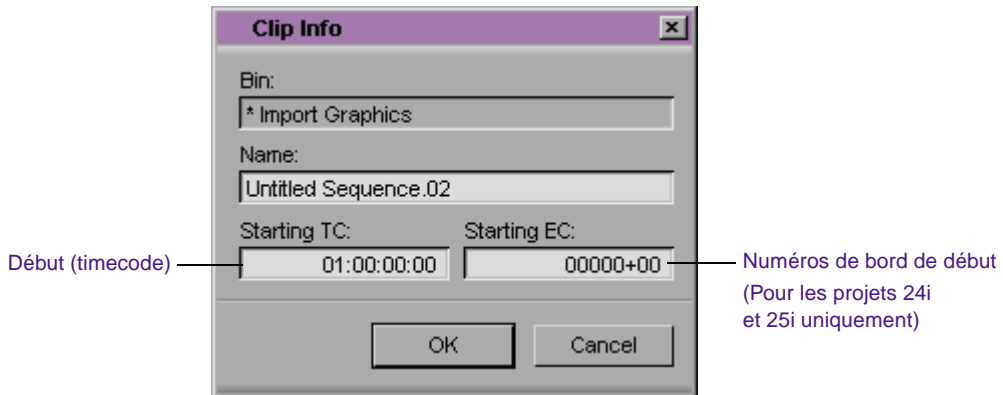 Clip Info
Bin:
* Import Graphics
Name:
Untitled Sequence.02
Starting TC: Starting EC:
Début (timecode) 01:00:00:00 00000+00 Numéros de bord de début
(Pour les projets 24i
et 25i uniquement)
OK Cancel